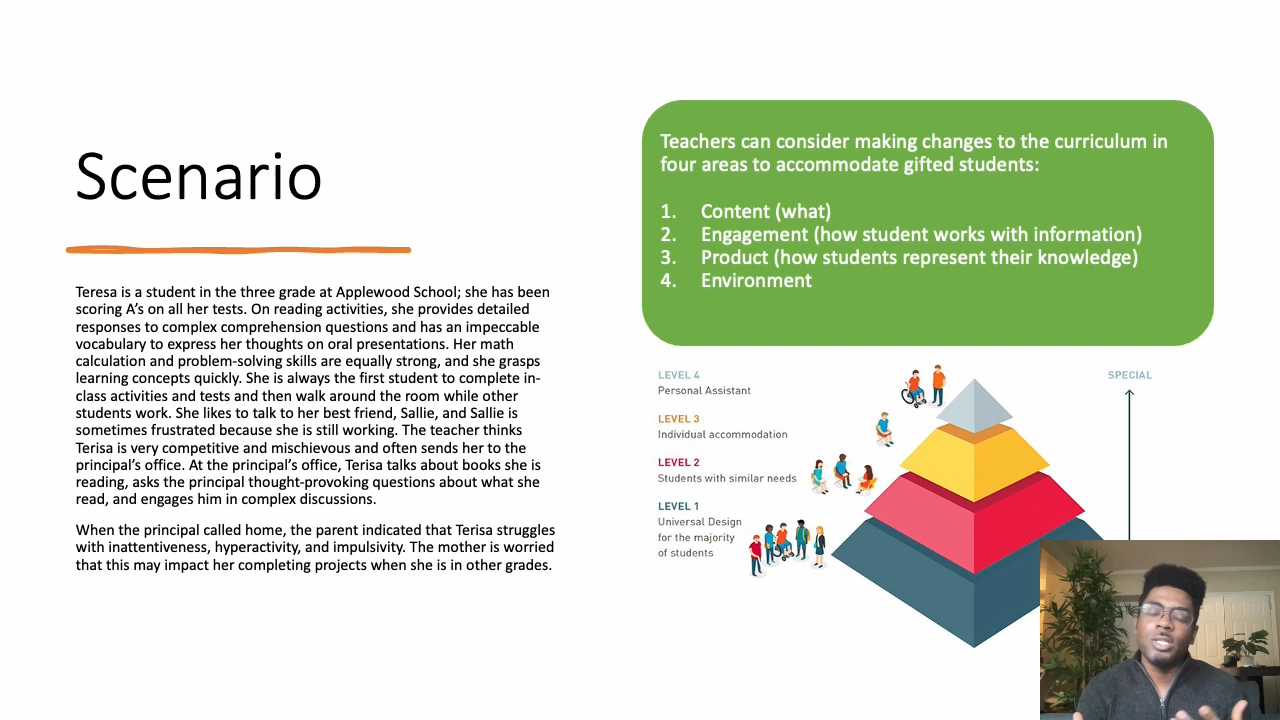 Scenario
Teresa is a student in the three grade at Applewood School; she has been
scoring A's on all her tests. On reading activities, she provides detailed
responses to complex comprehension questions and has an impeccable
vocabulary to express her thoughts on oral presentations. Her math
calculation and problem-solving skills are equally strong, and she grasps
learning concepts quickly. She is always the first student to complete in-
class activities and tests and then walk around the room while other
students work. She likes to talk to her best friend, Sallie, and Sallie is
sometimes frustrated because she is still working. The teacher thinks
Terisa is very competitive and mischievous and often sends her to the
principal's office. At the principal's office, Terisa talks about books she is
reading, asks the principal thought-provoking questions about what she
read, and engages him in complex discussions.
When the principal called home, the parent indicated that Terisa struggles
with inattentiveness, hyperactivity, and impulsivity. The mother is worried
that this may impact her completing projects when she is in other grades.
Teachers can consider making changes to the curriculum in
four areas to accommodate gifted students:
1. Content (what)
2. Engagement (how student works with information)
3. Product (how students represent their knowledge)
4. Environment
LEVEL 4
Personal Assistant
LEVEL 3
Individual accommodation
LEVEL 2
Students with similar needs
LEVEL 1
Universal Design
for the majority
of students
SPECIAL